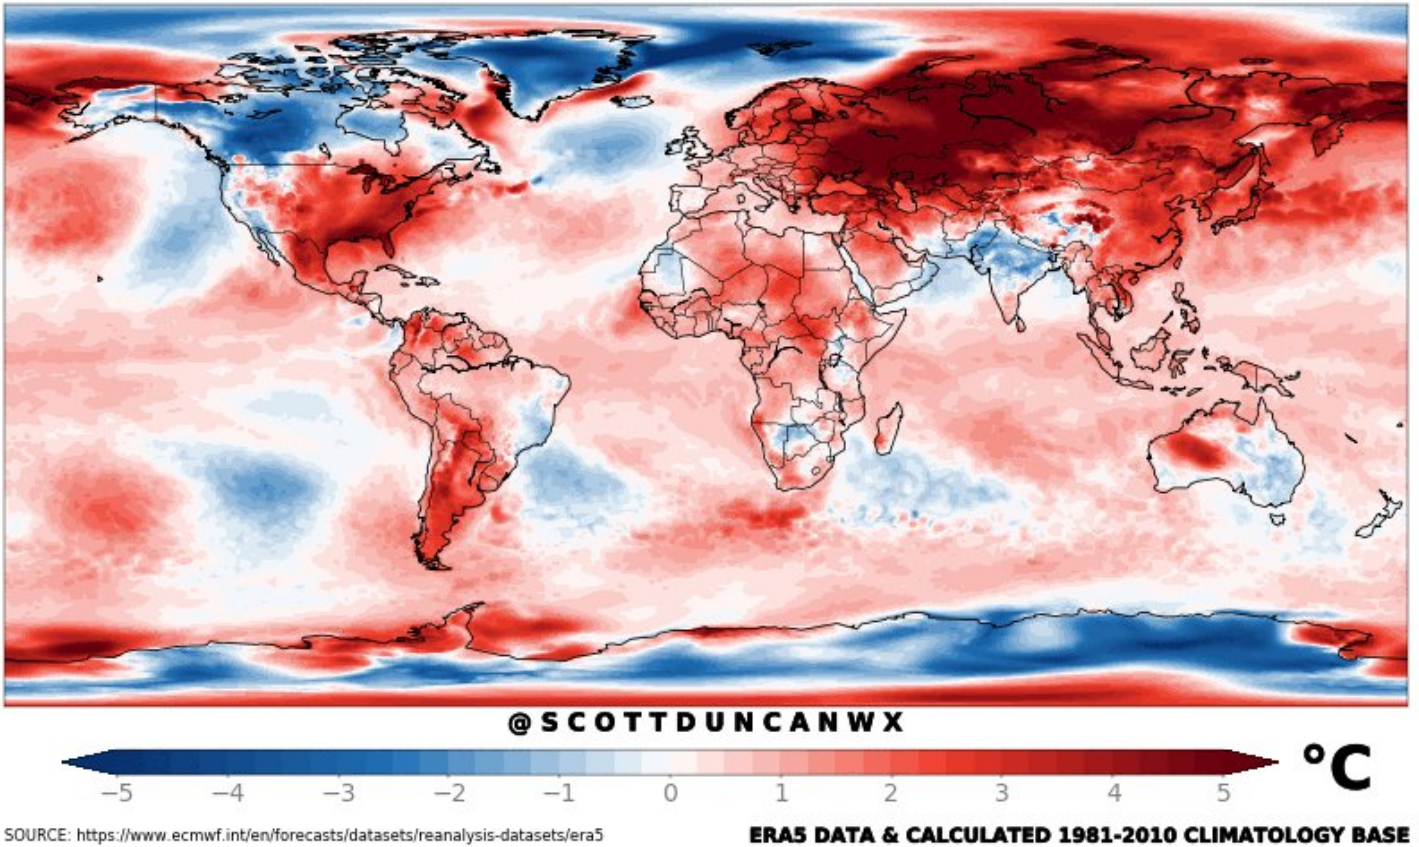 @SCOTTDUNCANWX
°C
−5 −4 −3 −2 −1 0 1 2 3 4 5
SOURCE: https://www.ecmwf.int/en/forecasts/datasets/reanalysis-datasets/era5
ERA5 DATA & CALCULATED 1981-2010 CLIMATOLOGY BASE